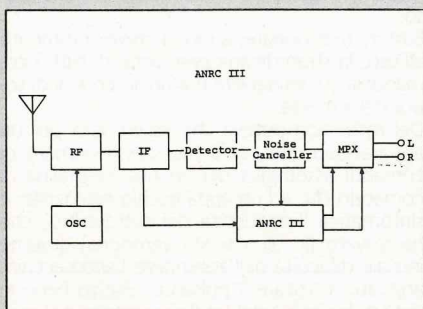 ANRC III
RF
IF
Detector
Noise
Canceller
MPX
L
R
OSC
ANRC III